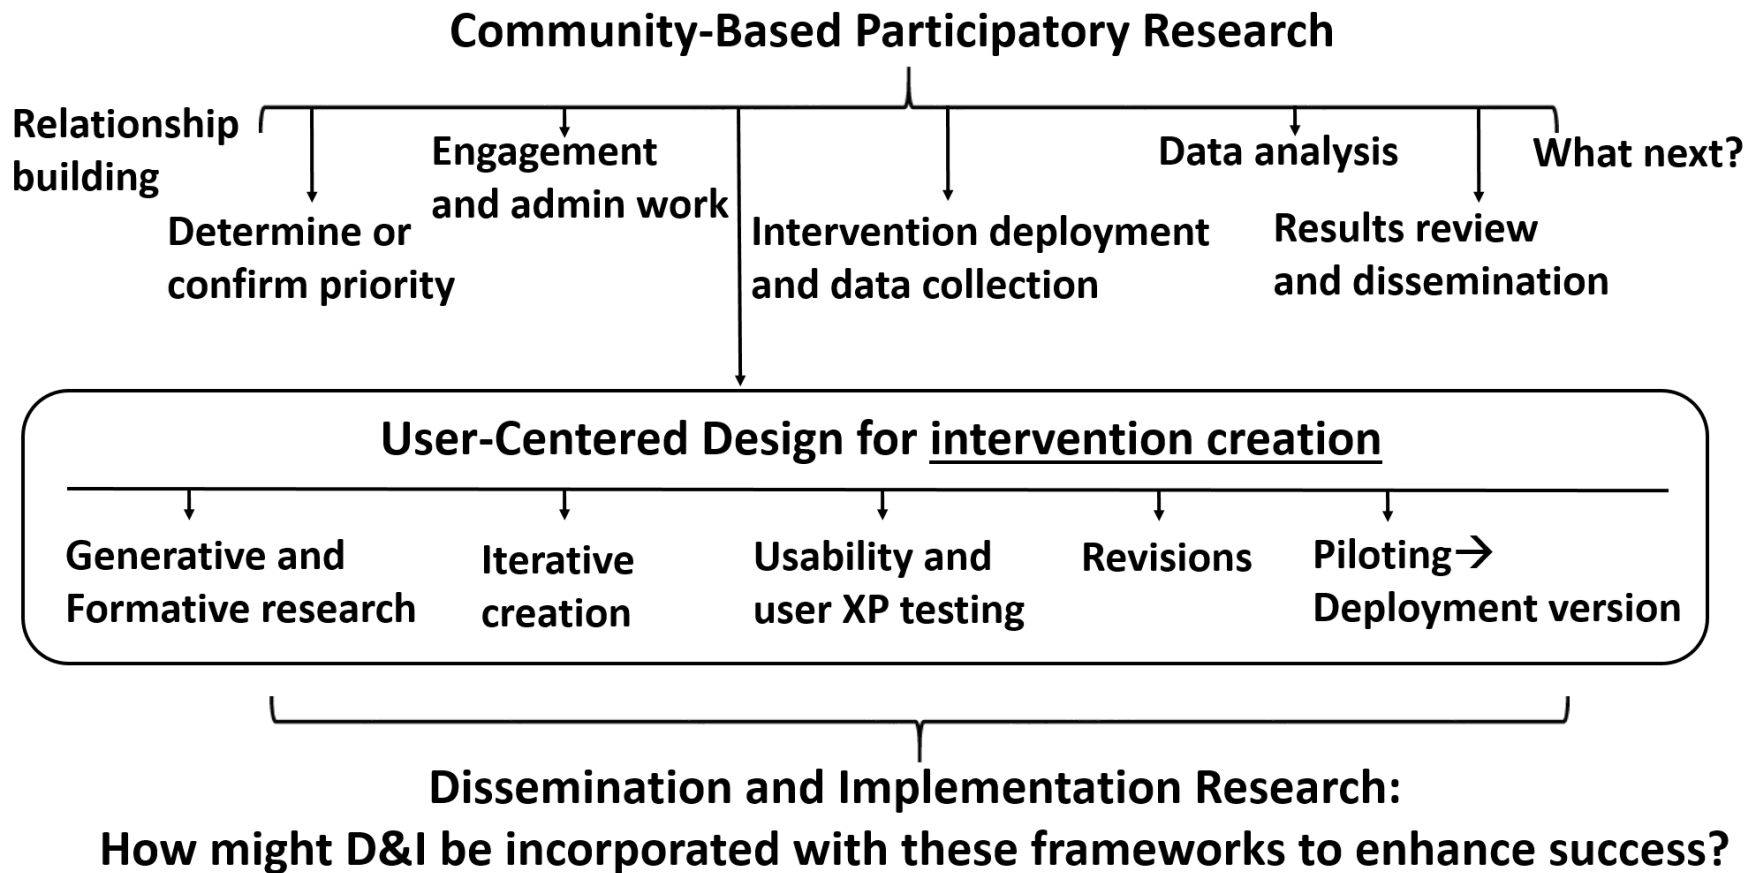 Community-Based Participatory Research
Relationship
building
Determine or
confirm priority
Engagement
and admin work
Intervention deployment
and data collection
Data analysis
Results review
and dissemination
What next?
User-Centered Design for intervention creation
Generative and
Formative research
Iterative
creation
Usability and
user XP testing
Revisions
Piloting→
Deployment version
Dissemination and Implementation Research:
How might D&I be incorporated with these frameworks to enhance success?